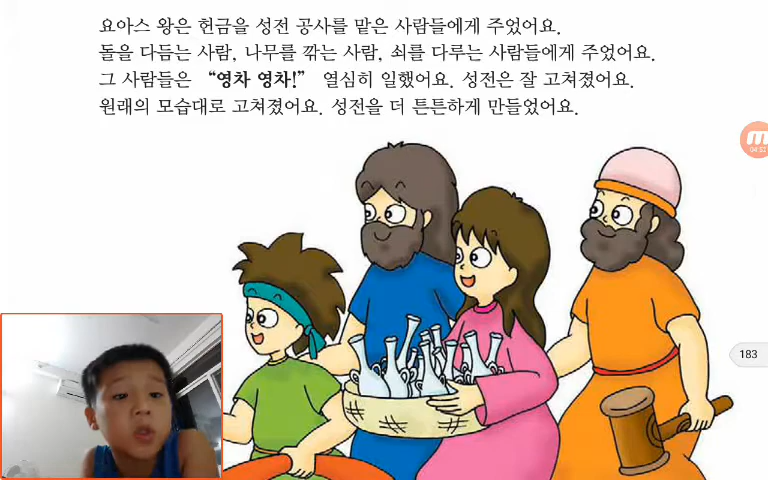 요아스 왕은 헌금을 성전 공사를 맡은 사람들에게 주었어요.
돌을 다듬는 사람, 나무를 깎는 사람, 쇠를 다루는 사람들에게 주었어요.
그 사람들은 “영차 영차!” 열심히 일했어요. 성전은 잘 고쳐졌어요.
원래의 모습대로 고쳐졌어요. 성전을 더 튼튼하게 만들었어요.
04:32
183